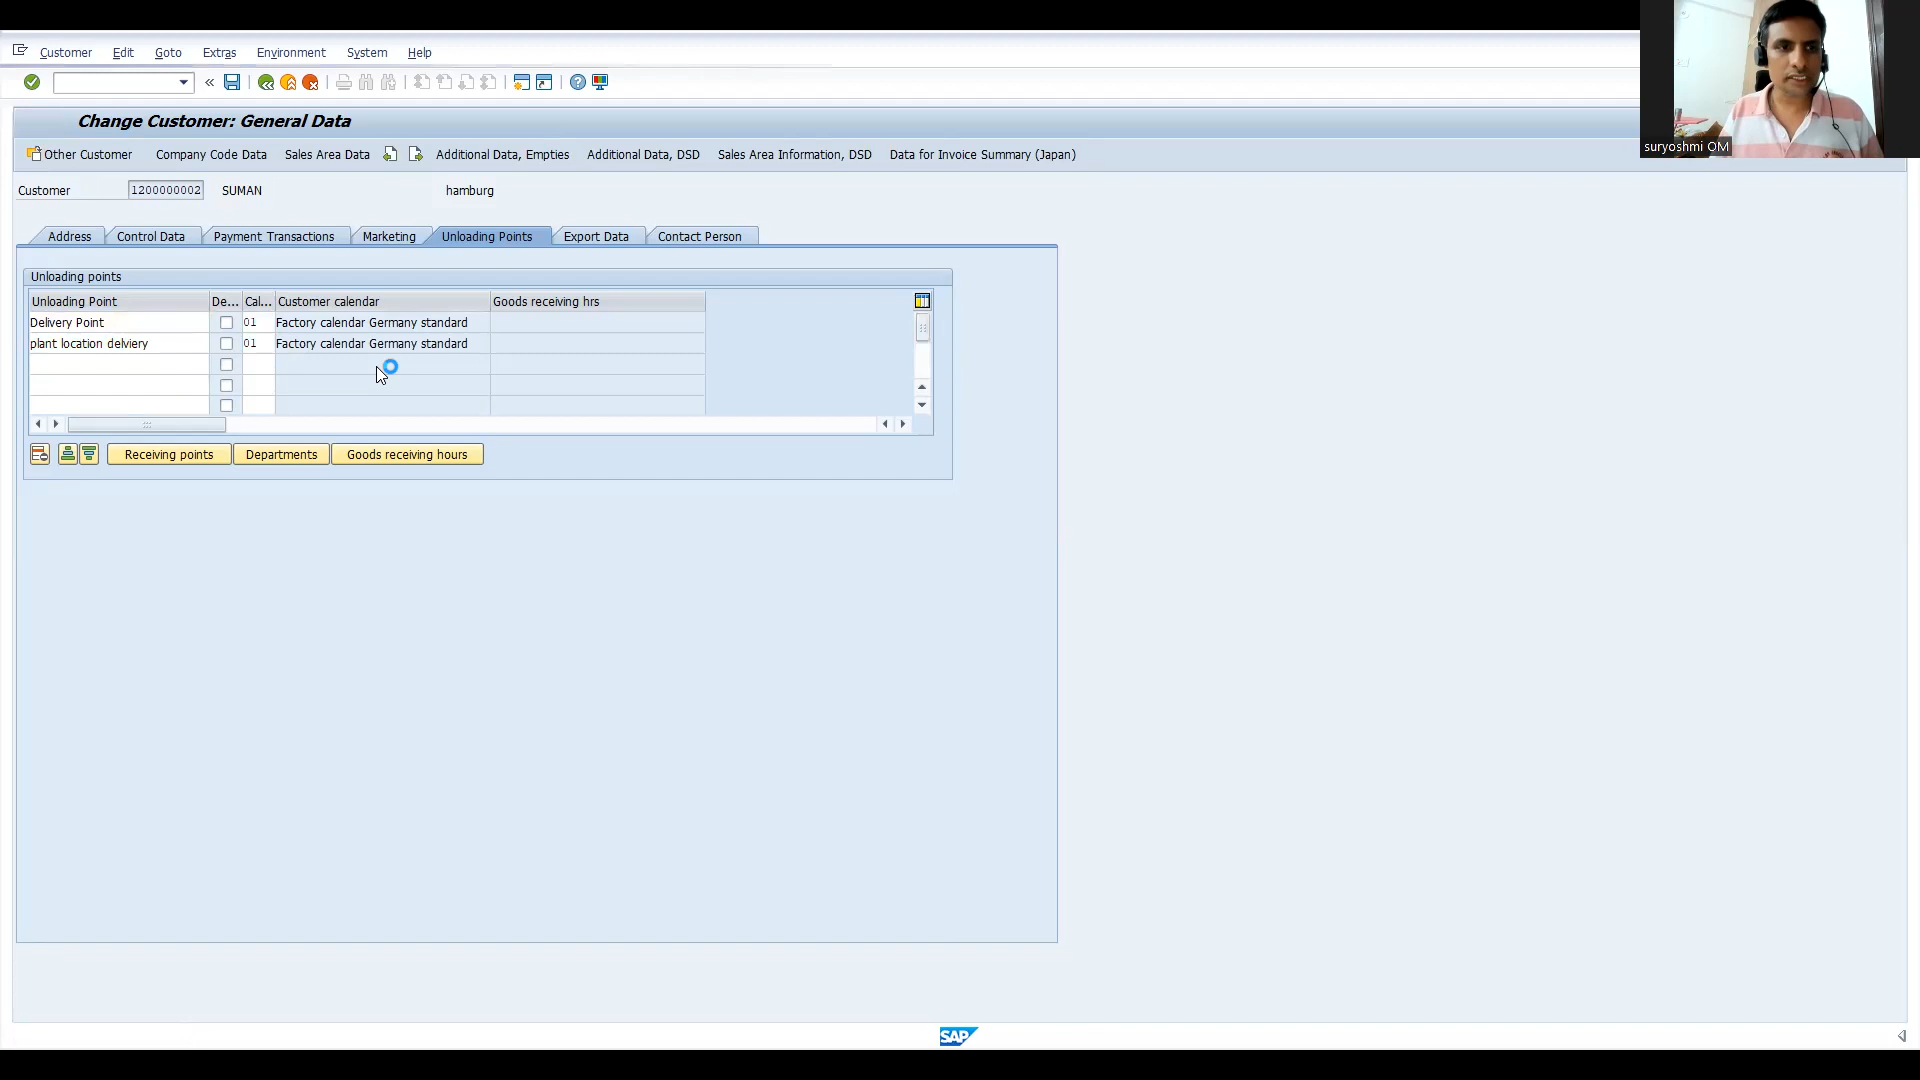 Customer Edit Goto Extras Environment System Help
«
Change Customer: General Data
Other Customer Company Code Data Sales Area Data Additional Data, Empties Additional Data, DSD Sales Area Information, DSD Data for Invoice Summary (Japan)
suryoshmi OM
Customer 1200000002 SUMAN hamburg
Address Control Data Payment Transactions Marketing Unloading Points Export Data Contact Person
Unloading points
Unloading Point De... Cal... Customer calendar Goods receiving hrs
Delivery Point 01 Factory calendar Germany standard
plant location delviery 01 Factory calendar Germany standard
Receiving points Departments Goods receiving hours
SAP